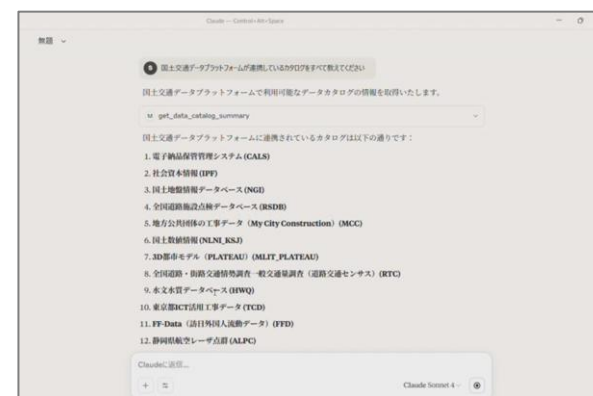 Claude — Control+Alt+Space
無題
国土交通データプラットフォームが連携しているカタログをすべて教えてください
国土交通データプラットフォームで利用可能なデータカタログの情報を取得いたします。
get_data_catalog_summary
国土交通データプラットフォームに連携されているカタログは以下の通りです：
1. 電子納品保管管理システム (CALS)
2. 社会資本情報 (IPF)
3. 国土地盤情報データベース (NGI)
4. 全国道路施設点検データベース (RSDB)
5. 地方公共団体の工事データ（My City Construction）(MCC)
6. 国土数値情報 (NLNI_KSJ)
7. 3D都市モデル（PLATEAU）(MLIT_PLATEAU)
8. 全国道路・街路交通情勢調査 一般交通量調査（道路交通センサス）(RTC)
9. 水文水質データベース (HWQ)
10. 東京都ICT活用工事データ (TCD)
11. FF-Data（訪日外国人流動データ）(FFD)
12. 静岡県航空レーザ点群 (ALPC)
Claudeに返信...
Claude Sonnet 4